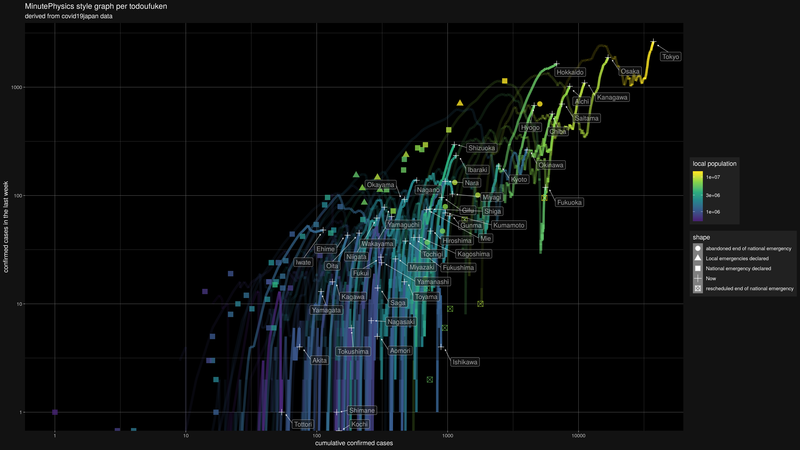 MinutePhysics style graph per todoufuken
derived from covid19japan data
Tokyo
Osaka
Hokkaido
Kanagawa
Aichi
Saitama
Hyogo
Chiba
Shizuoka
Okinawa
Ibaraki
Kyoto
Okayama
Nagano
Nara
Miyagi
Fukuoka
Gifu
Shiga
Yamaguchi
Gunma
Kumamoto
Ehime
Wakayama
Hiroshima
Mie
Iwate
Oita
Niigata
Tochigi
Kagoshima
Fukui
Miyazaki
Fukushima
Yamanashi
Kagawa
Saga
Toyama
Yamagata
Nagasaki
Tokushima
Aomori
Akita
Ishikawa
Shimane
Tottori
Kochi
1000
100
10
1
confirmed cases in the last week
1
10
100
1000
10000
cumulative confirmed cases
local population
1e+07
3e+06
1e+06
shape
abandoned end of national emergency
Local emergencies declared
National emergency declared
Now
rescheduled end of national emergency